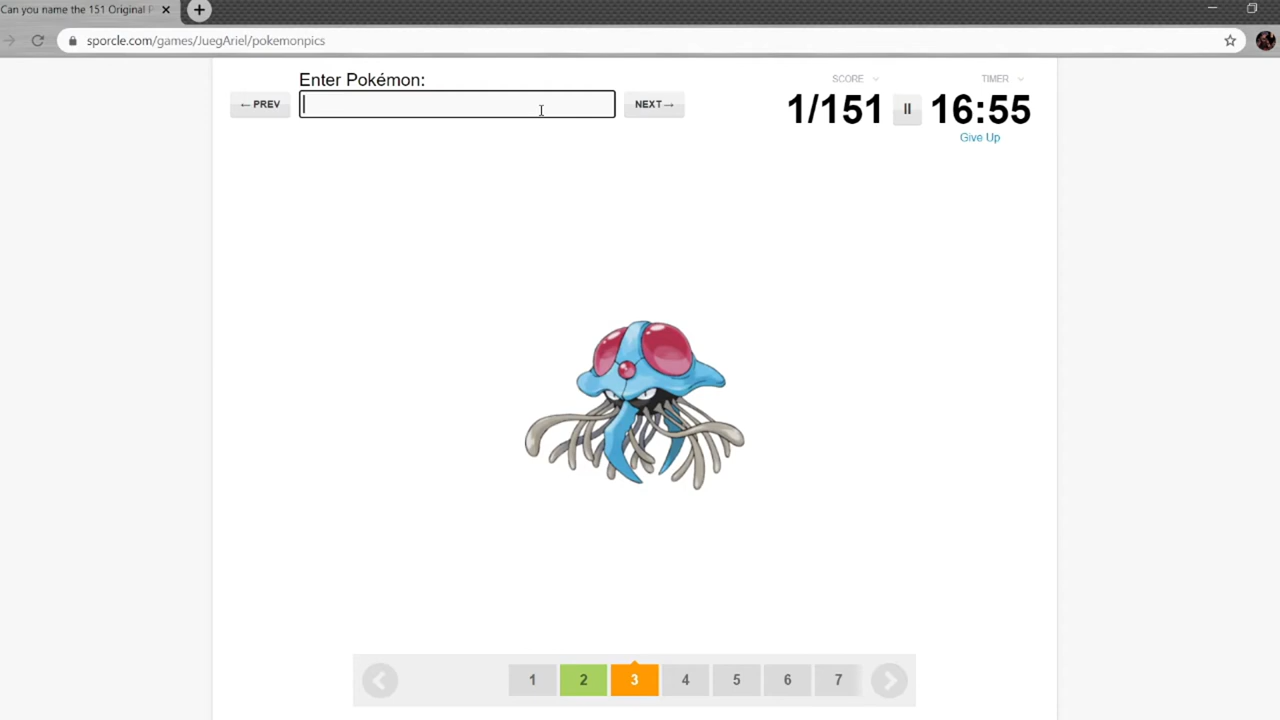 Can you name the 151 Original P
sporcle.com/games/JuegAriel/pokemonpics
Enter Pokémon:
← PREV
NEXT →
SCORE
1/151
TIMER
16:55
Give Up
1 2 3 4 5 6 7